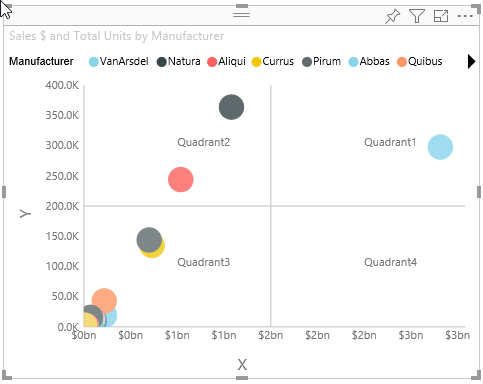 Sales $ and Total Units by Manufacturer
Manufacturer VanArsdel Natura Aliqui Currus Pirum Abbas Quibus
400.0K
350.0K
300.0K
250.0K
200.0K
150.0K
100.0K
50.0K
0.0K
Quadrant2 Quadrant1
Quadrant3 Quadrant4
Y
$0bn $0bn $1bn $1bn $2bn $2bn $2bn $3bn $3bn
X